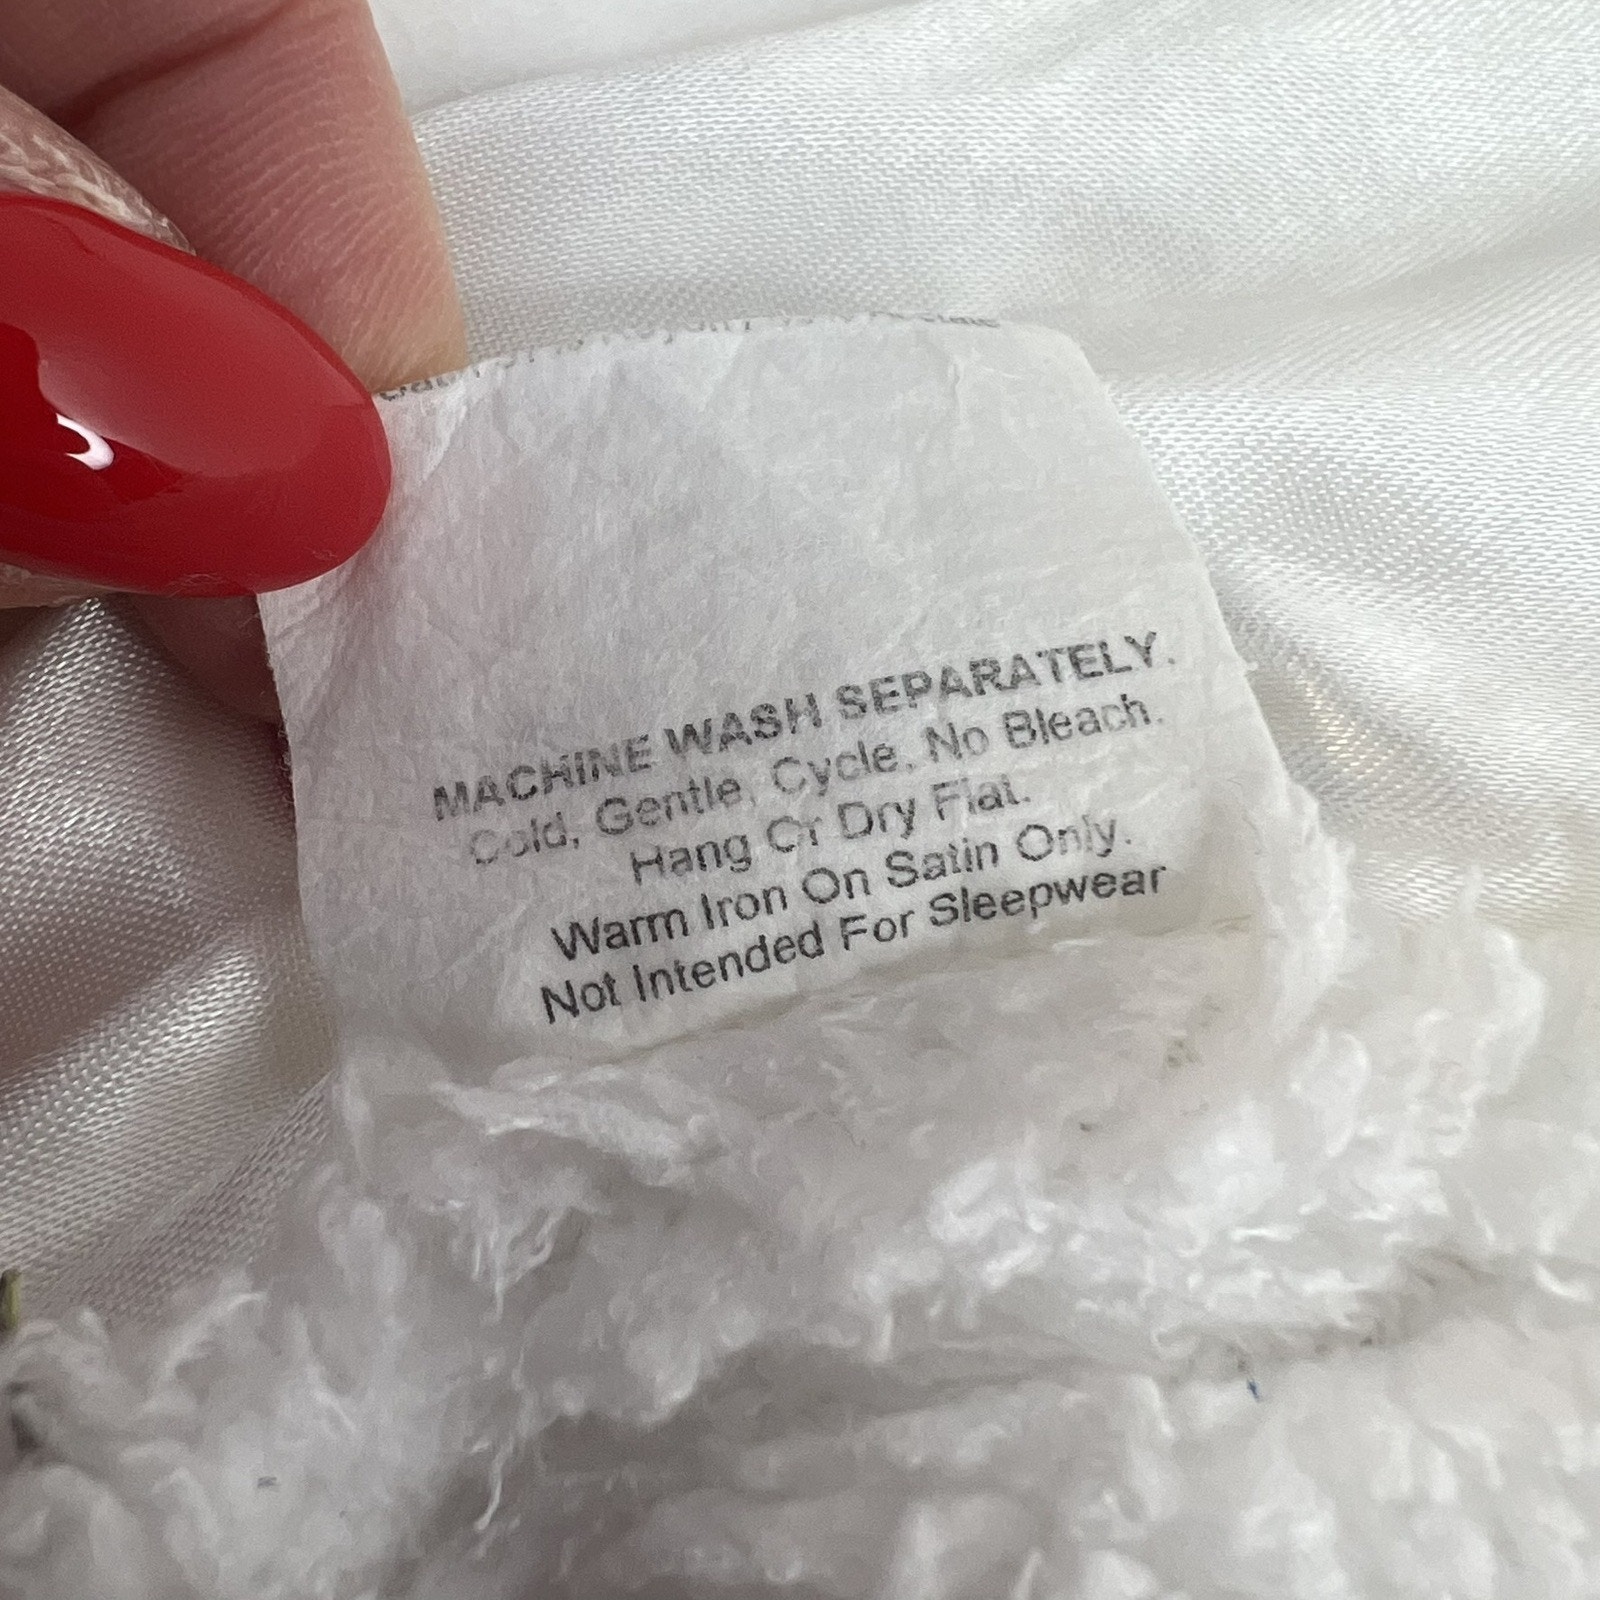 MACHINE WASH SEPARATELY.
Cold, Gentle, Cycle, No Bleach.
Hang Or Dry Flat.
Warm Iron On Satin Only.
Not Intended For Sleepwear